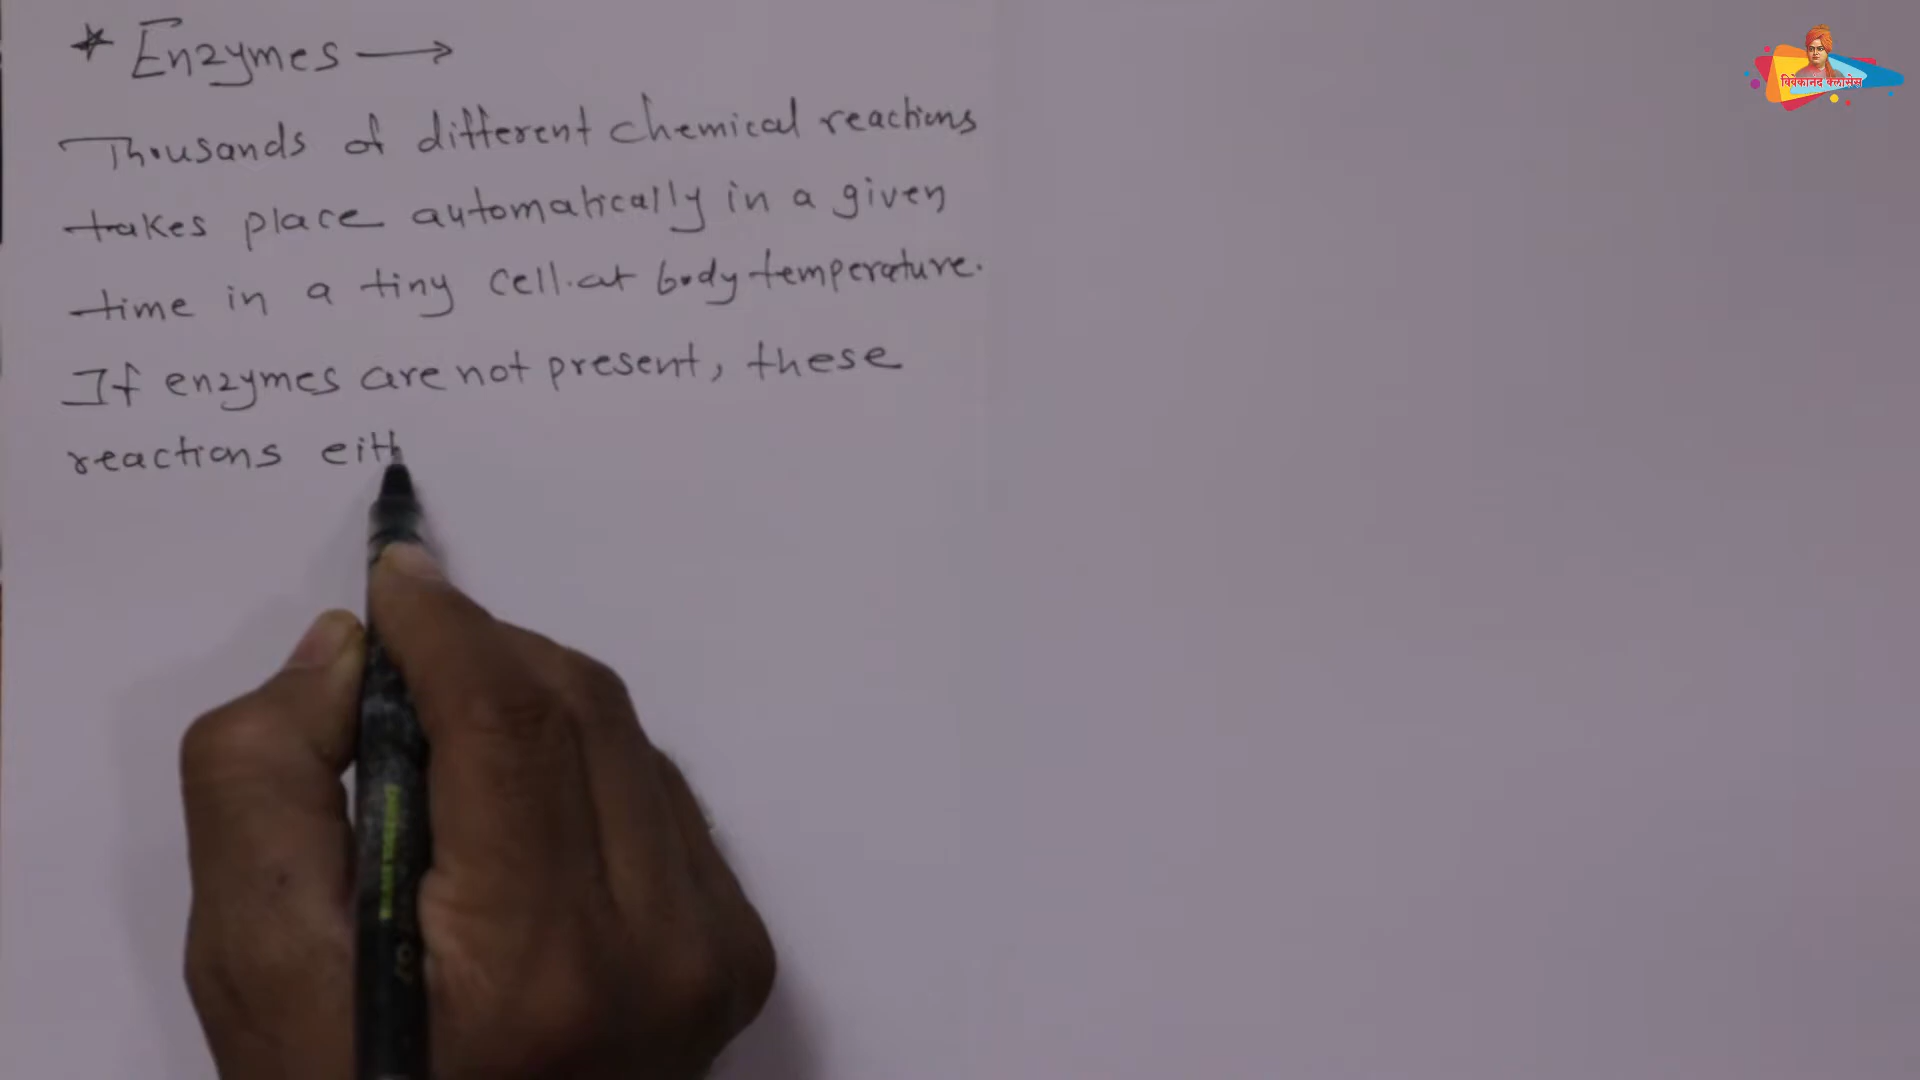 * Enzymes →
Thousands of different chemical reactions
takes place automatically in a given
time in a tiny cell.at body temperature.
If enzymes are not present, these
reactions eith
विवेकानंद क्लासेस